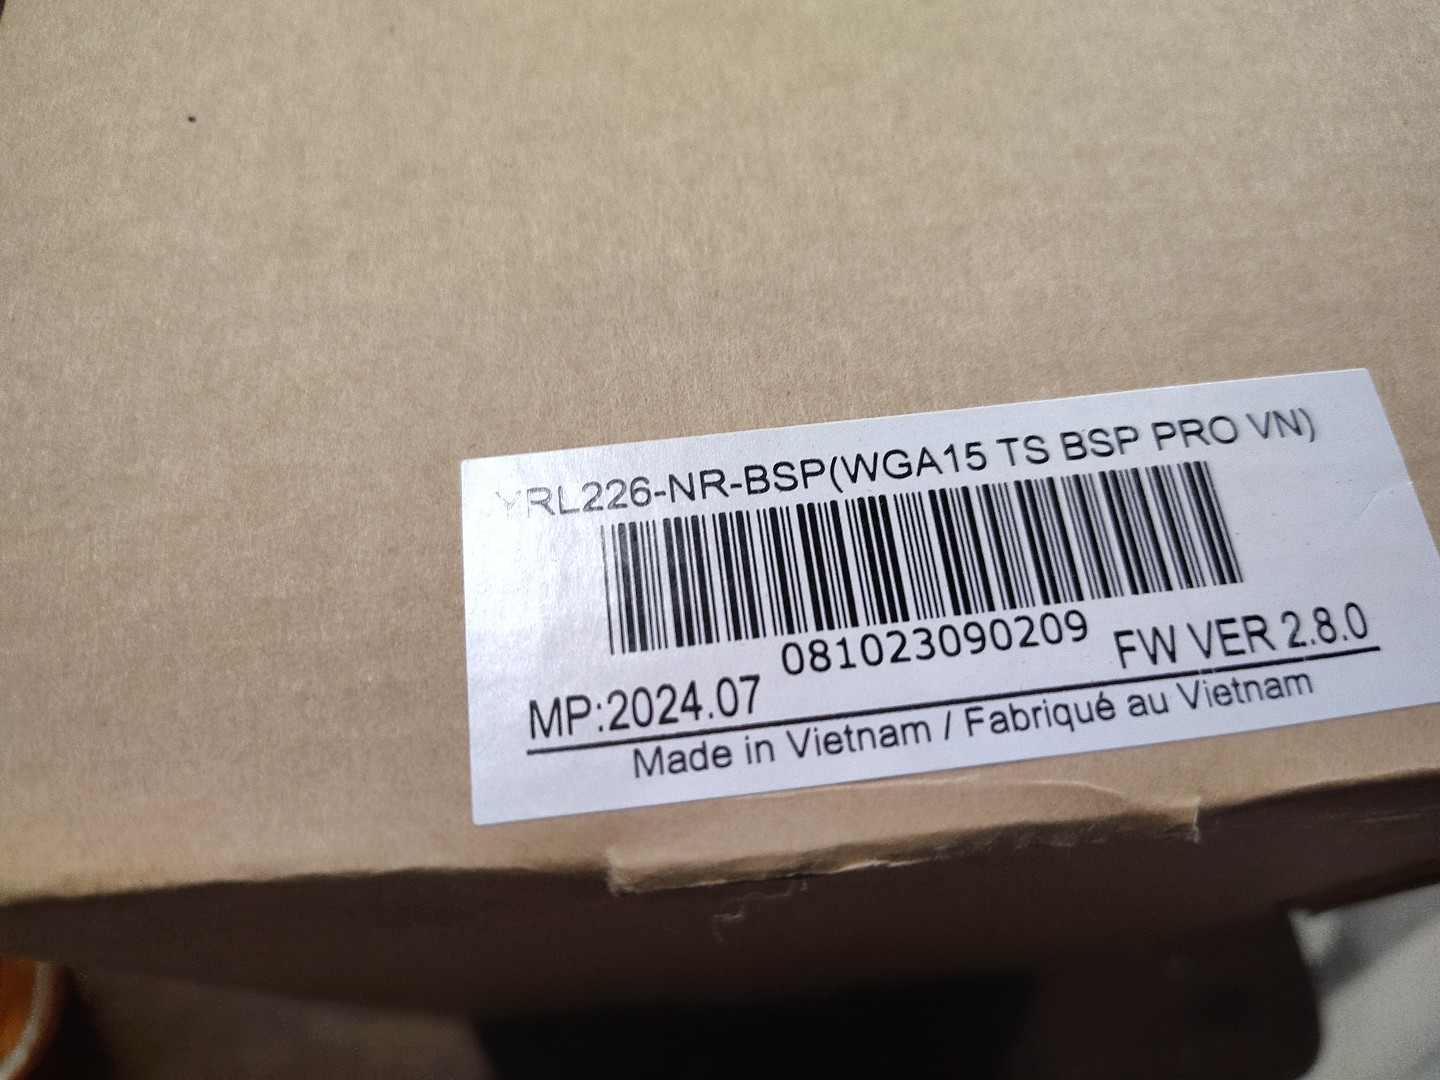 YRL226-NR-BSP(WGA15 TS BSP PRO VN)
081023090209
MP:2024.07 FW VER 2.8.0
Made in Vietnam / Fabriqué au Vietnam